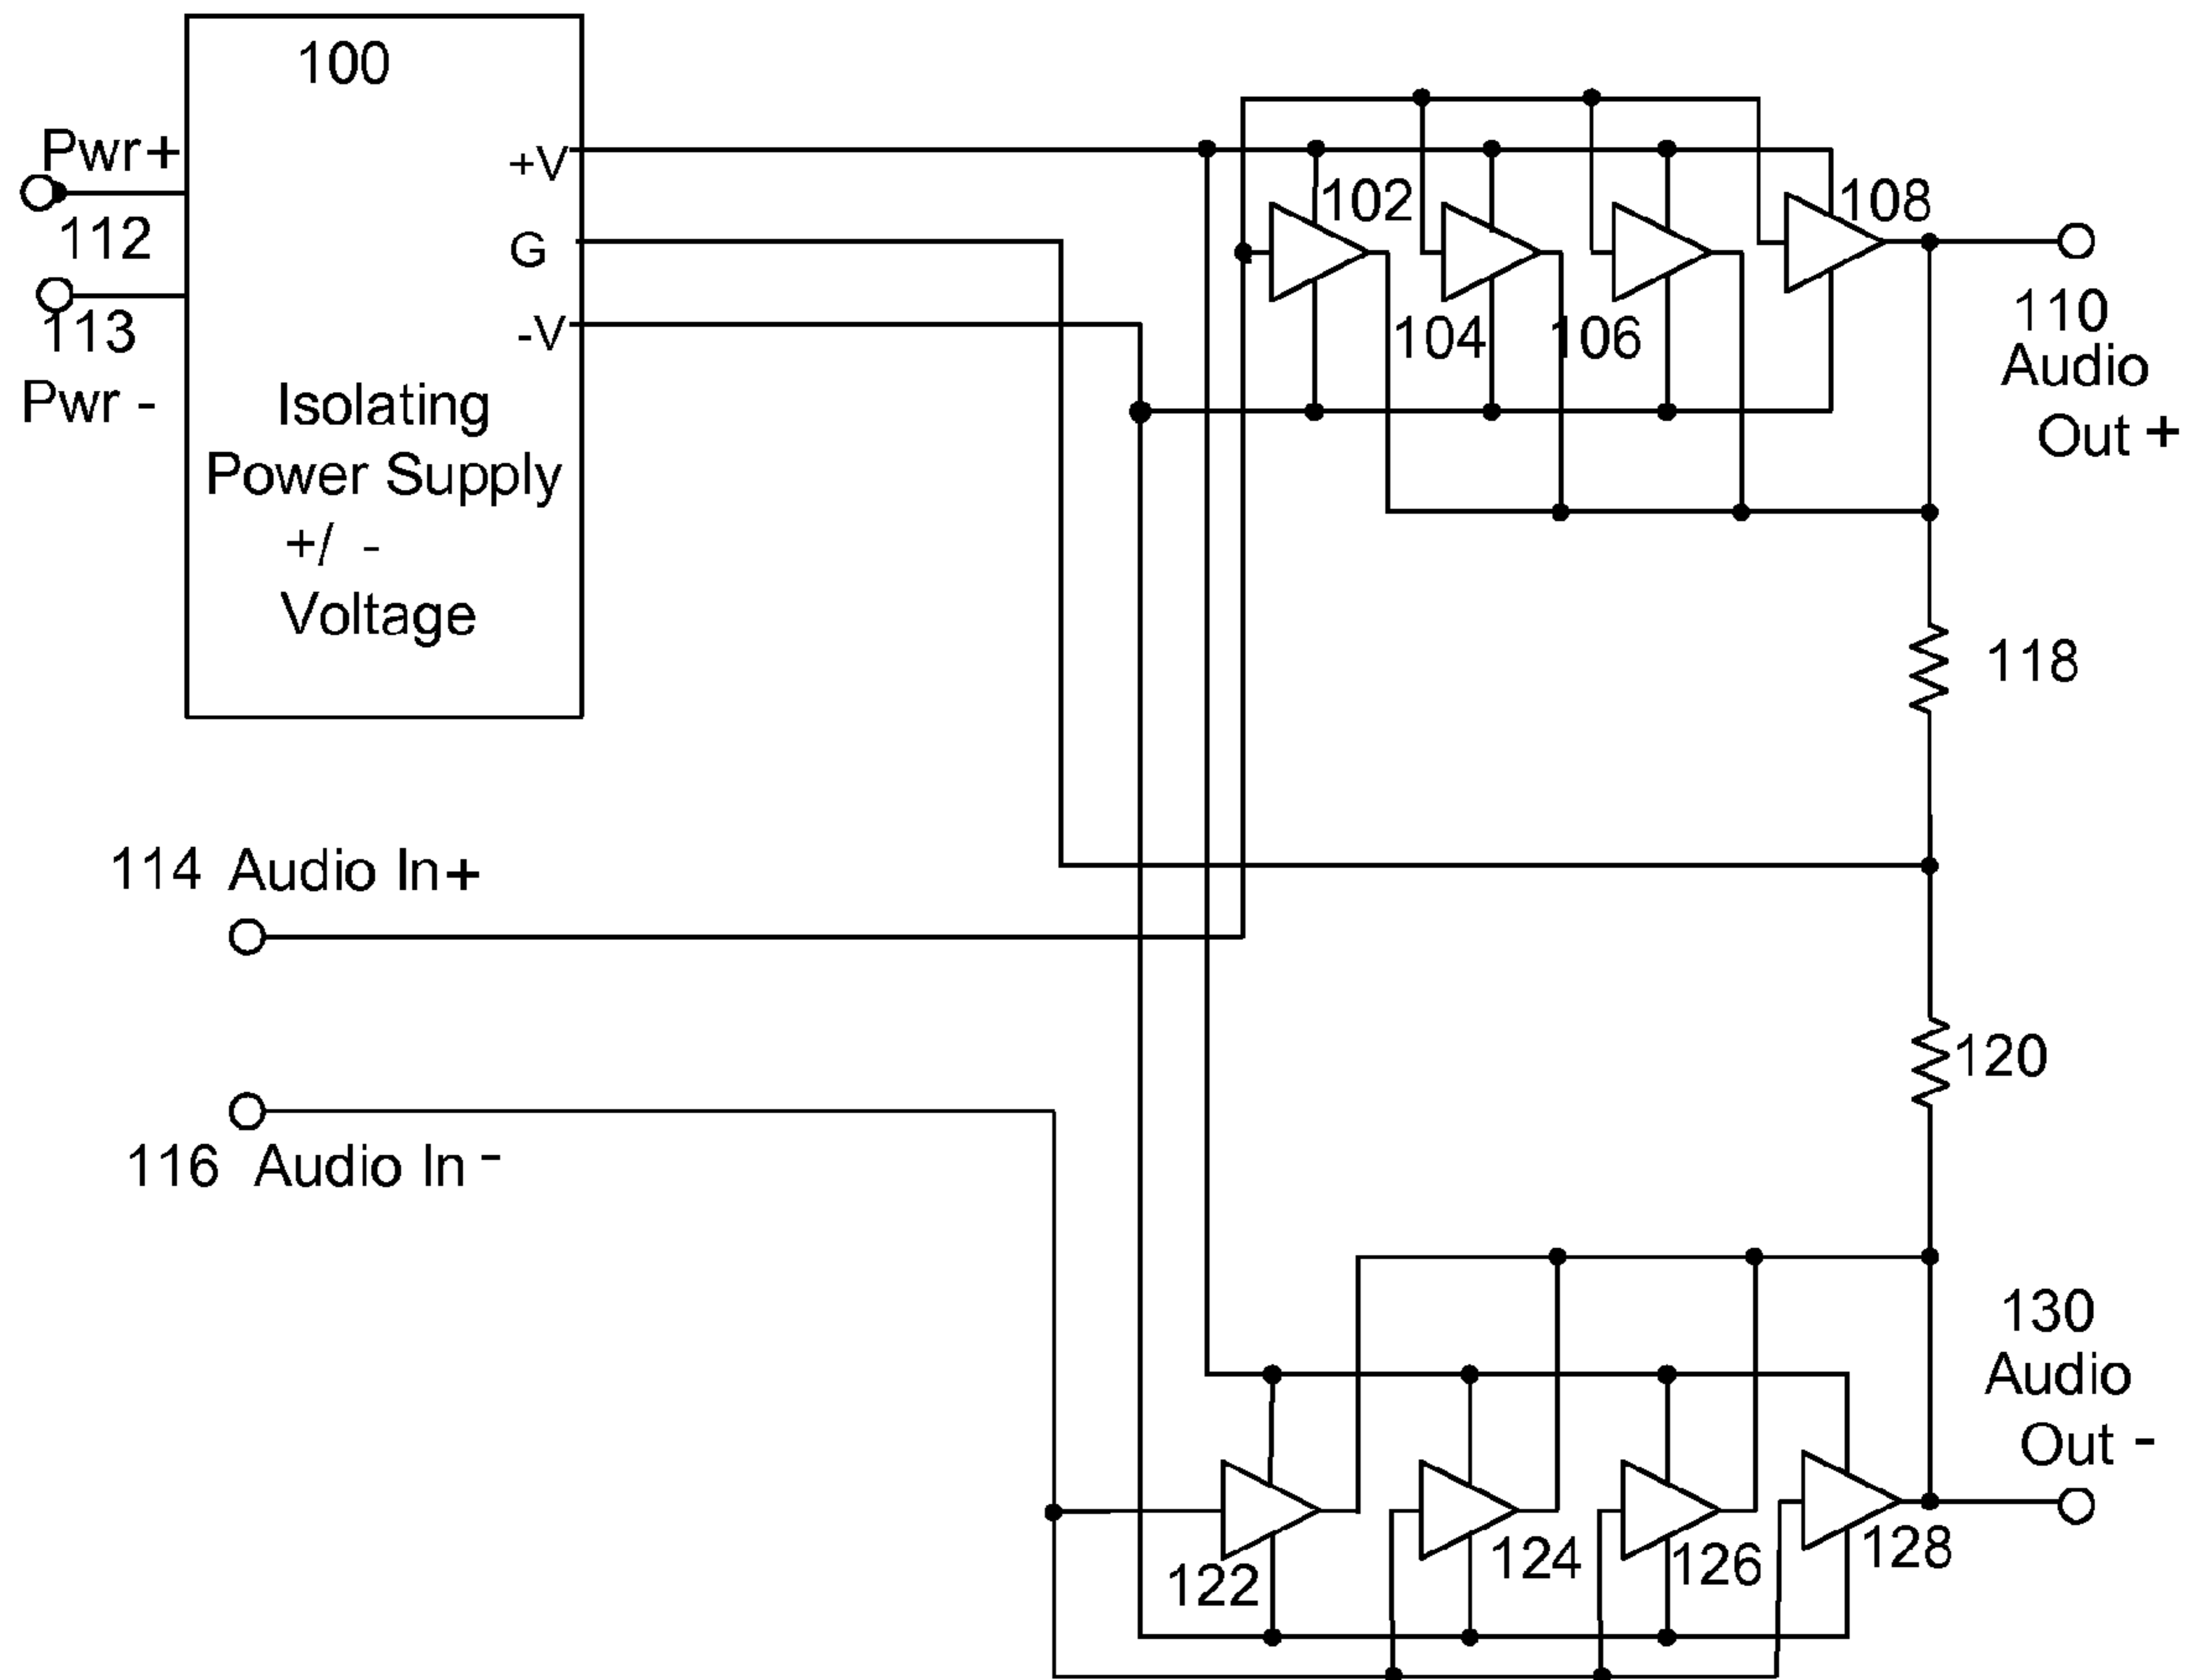 100
Pwr+
112
113
Pwr -
+V
G
-V
Isolating
Power Supply
+/ -
Voltage
102
104
106
108
110
Audio
Out +
118
114 Audio In+
120
116 Audio In -
130
Audio
Out -
122
124
126
128